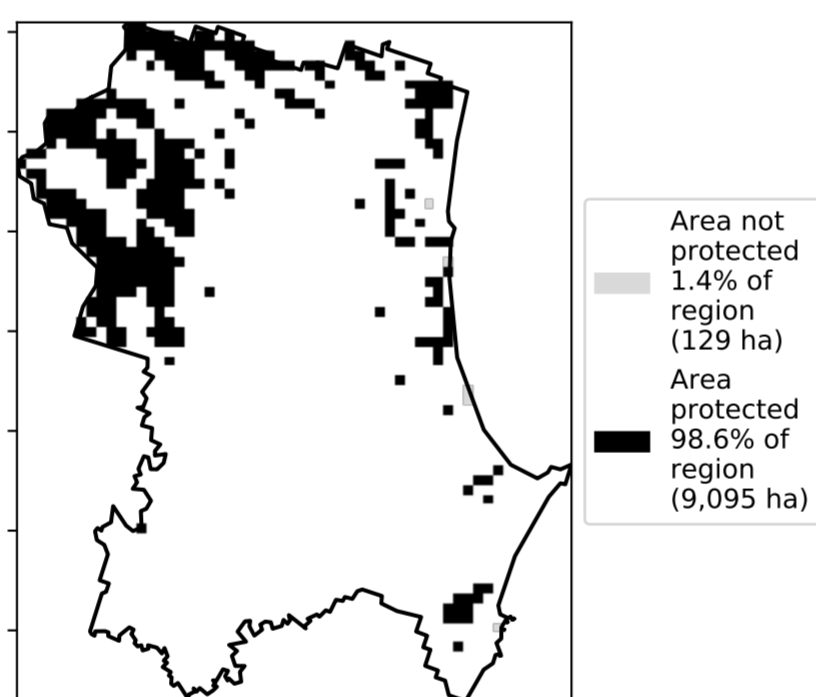 Area not
protected
1.4% of
region
(129 ha)
Area
protected
98.6% of
region
(9,095 ha)